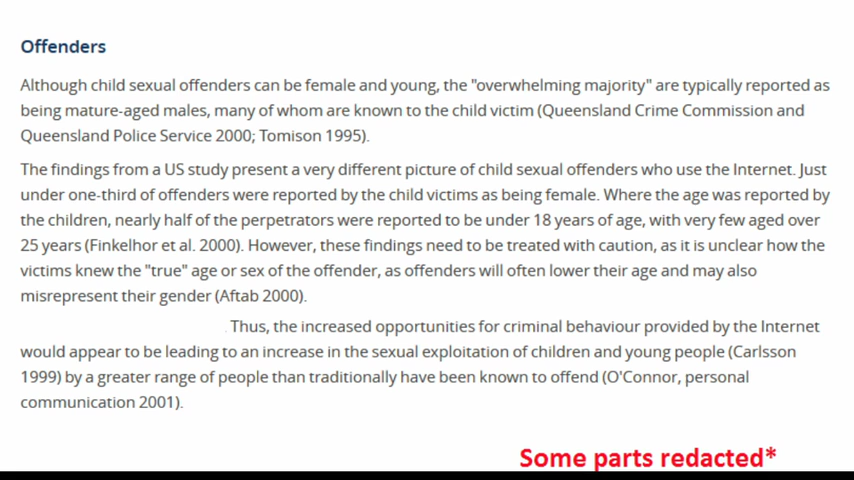 Offenders
Although child sexual offenders can be female and young, the "overwhelming majority" are typically reported as
being mature-aged males, many of whom are known to the child victim (Queensland Crime Commission and
Queensland Police Service 2000; Tomison 1995).
The findings from a US study present a very different picture of child sexual offenders who use the Internet. Just
under one-third of offenders were reported by the child victims as being female. Where the age was reported by
the children, nearly half of the perpetrators were reported to be under 18 years of age, with very few aged over
25 years (Finkelhor et al. 2000). However, these findings need to be treated with caution, as it is unclear how the
victims knew the "true" age or sex of the offender, as offenders will often lower their age and may also
misrepresent their gender (Aftab 2000).
Thus, the increased opportunities for criminal behaviour provided by the Internet
would appear to be leading to an increase in the sexual exploitation of children and young people (Carlsson
1999) by a greater range of people than traditionally have been known to offend (O'Connor, personal
communication 2001).
Some parts redacted*